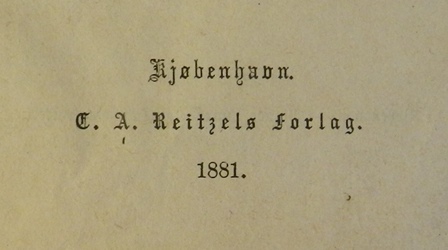 Kjøbenhavn.
C. A. Reitzels Forlag.
1881.